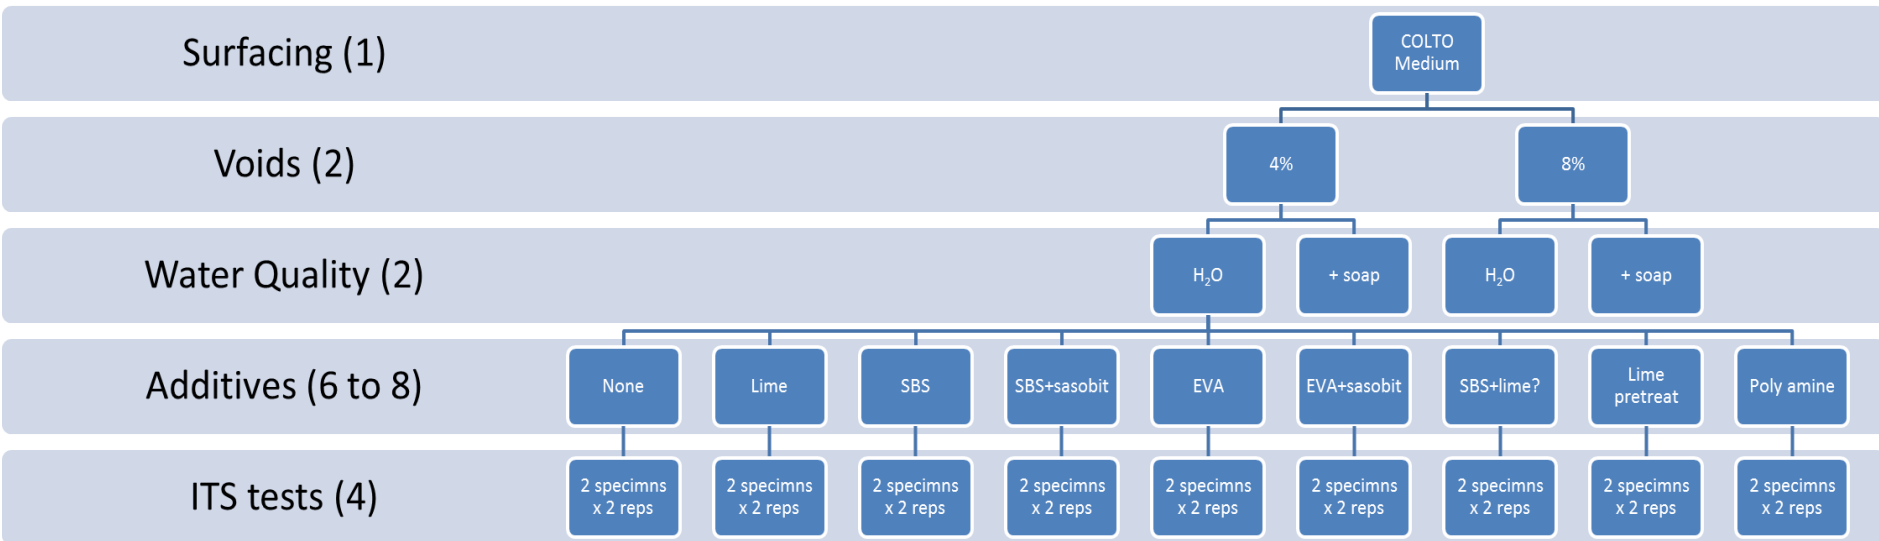 Surfacing (1)
COLTO
Medium
Voids (2)
4%
8%
Water Quality (2)
H₂O
+ soap
H₂O
+ soap
Additives (6 to 8)
None
Lime
SBS
SBS+sasobit
EVA
EVA+sasobit
SBS+lime?
Lime
pretreat
Poly amine
ITS tests (4)
2 specimns
x 2 reps
2 specimns
x 2 reps
2 specimns
x 2 reps
2 specimns
x 2 reps
2 specimns
x 2 reps
2 specimns
x 2 reps
2 specimns
x 2 reps
2 specimns
x 2 reps
2 specimns
x 2 reps